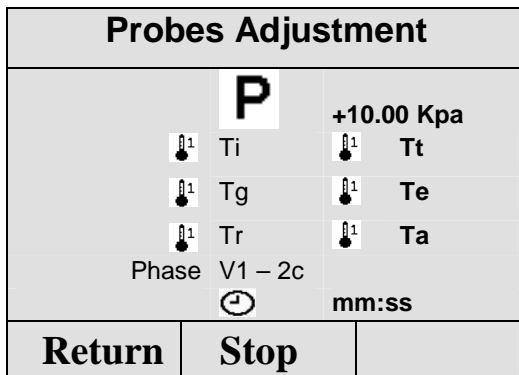 Probes Adjustment
P +10.00 Kpa
1 Ti 1 Tt
1 Tg 1 Te
1 Tr 1 Ta
Phase V1 – 2c
mm:ss
Return Stop